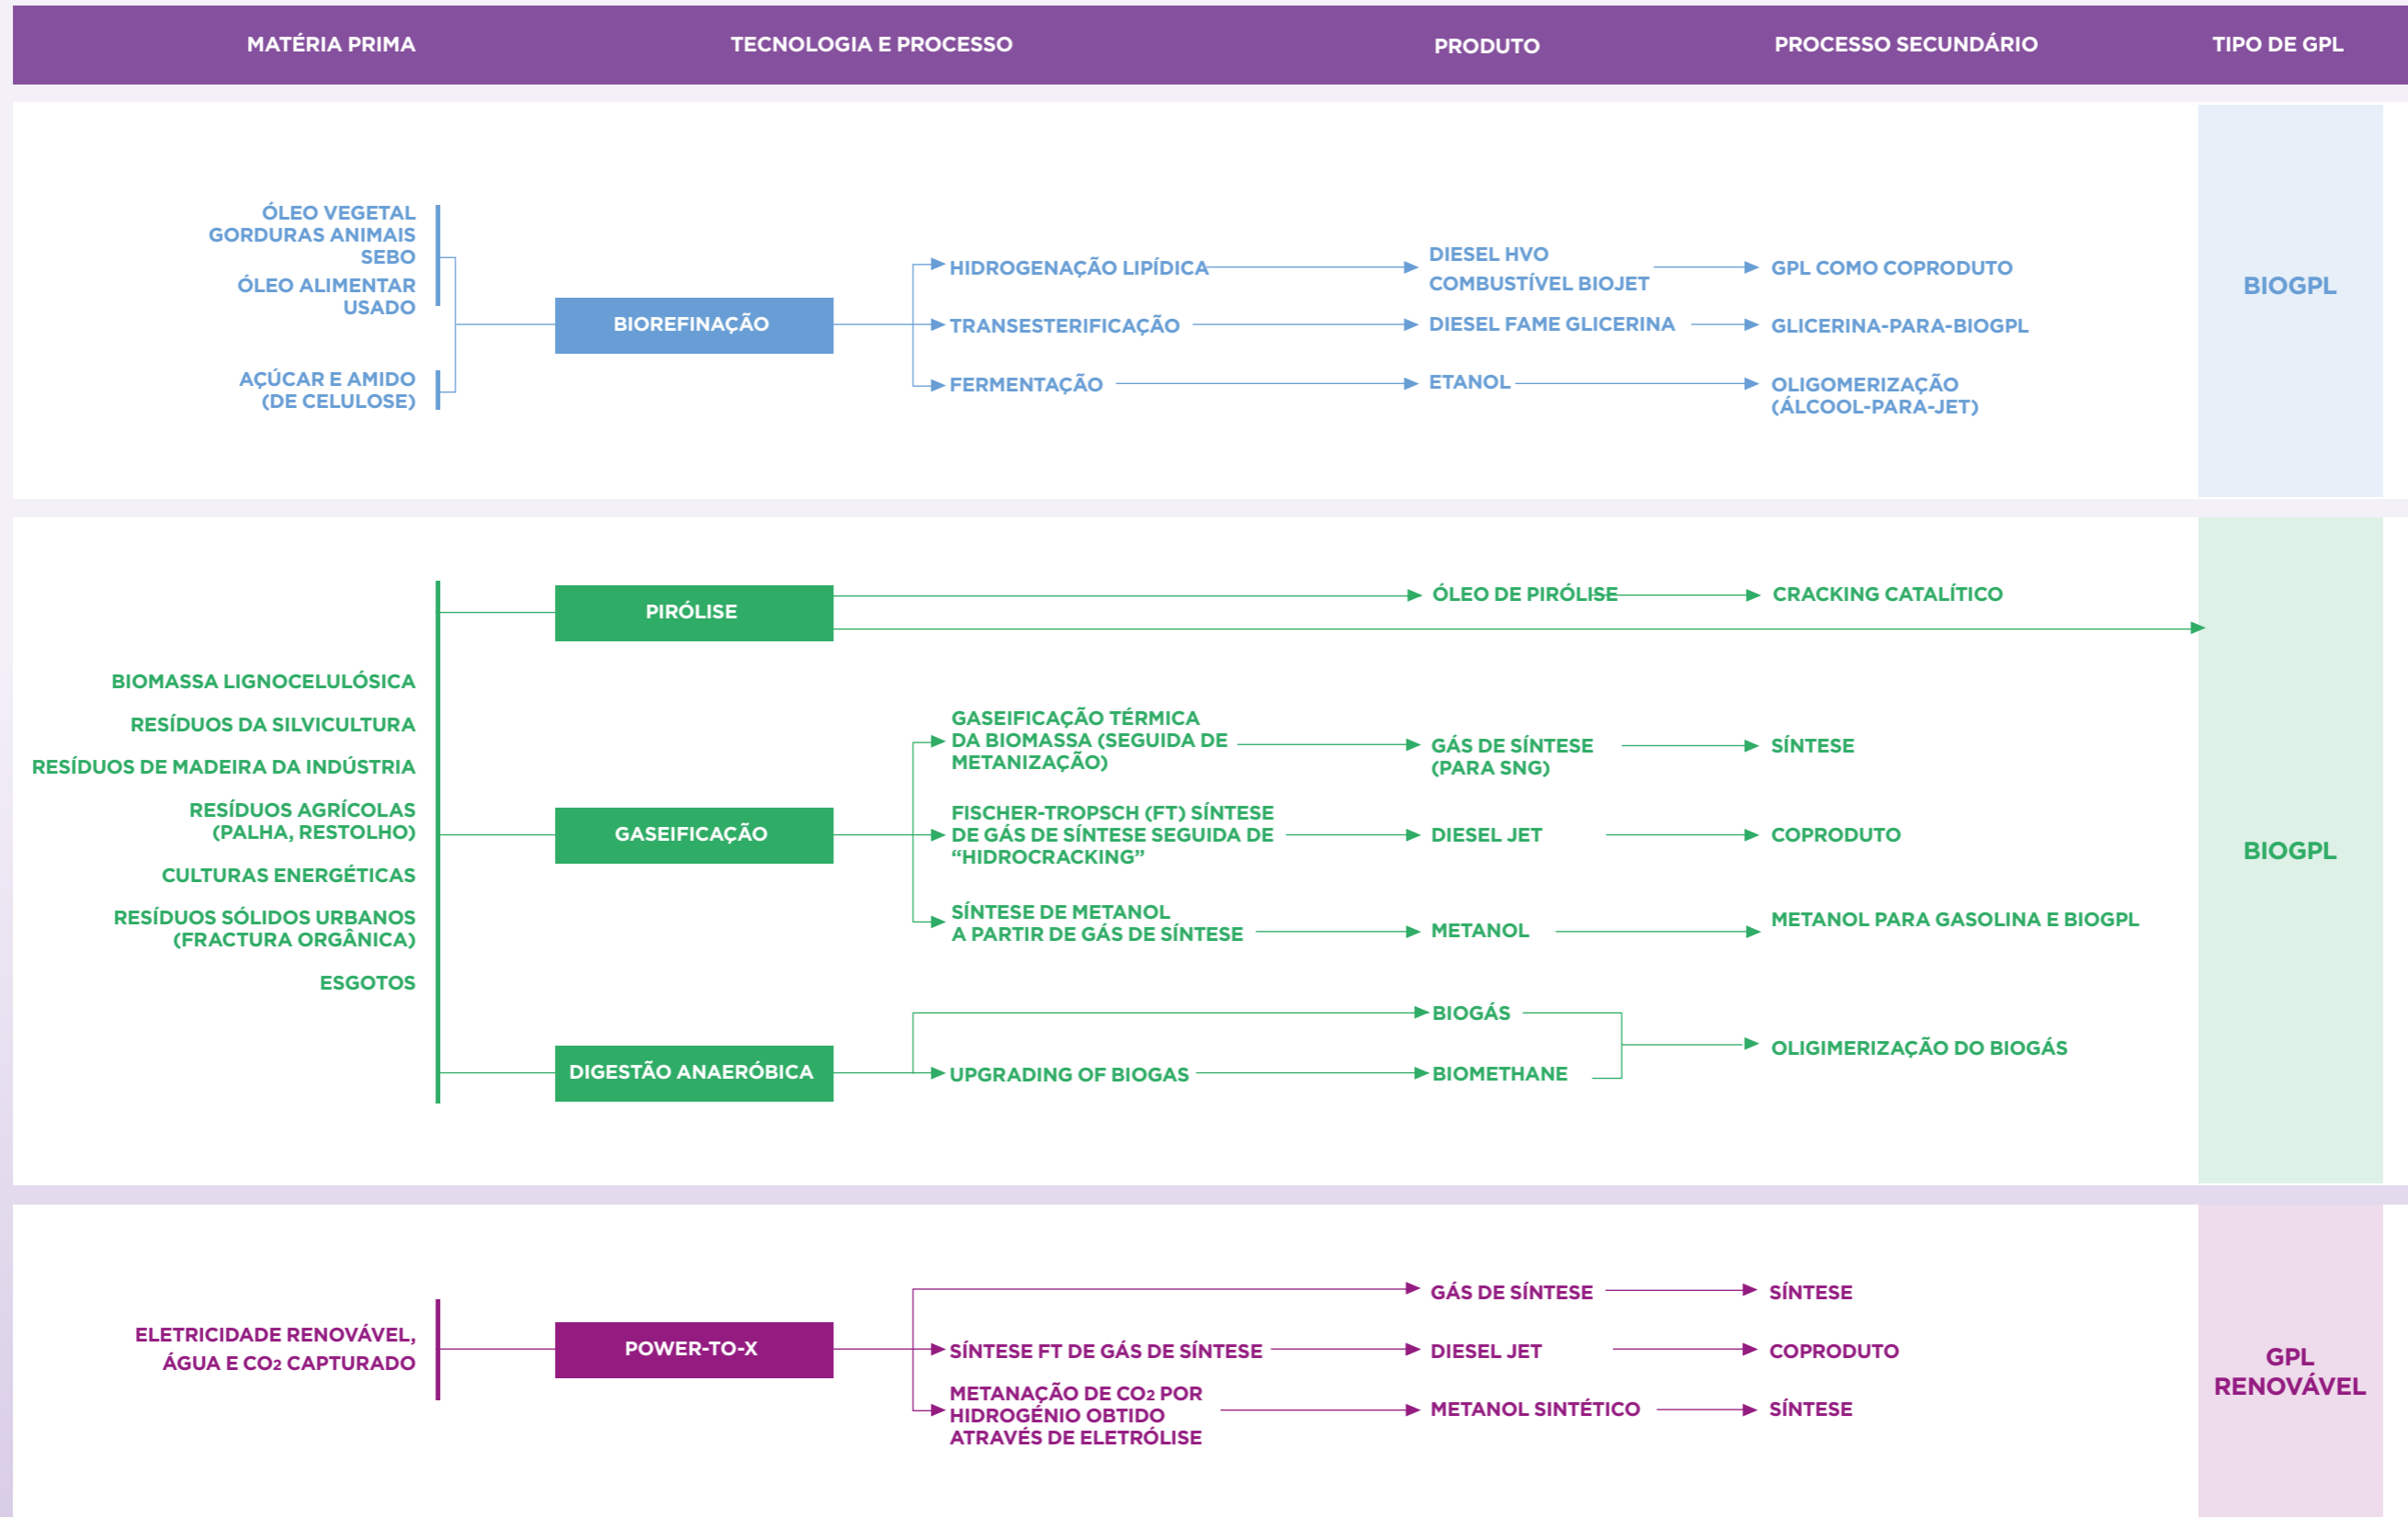 MATÉRIA PRIMA
TECNOLOGIA E PROCESSO
PRODUTO
PROCESSO SECUNDÁRIO
TIPO DE GPL
ÓLEO VEGETAL
GORDURAS ANIMAIS
SEBO
ÓLEO ALIMENTAR
USADO
AÇÚCAR E AMIDO
(DE CELULOSE)
BIOREFINAÇÃO
HIDROGENAÇÃO LIPÍDICA
DIESEL HVO
COMBUSTÍVEL BIOJET
GPL COMO COPRODUTO
TRANSESTERIFICAÇÃO
DIESEL FAME GLICERINA
GLICERINA-PARA-BIOGPL
FERMENTAÇÃO
ETANOL
OLIGOMERIZAÇÃO
(ÁLCOOL-PARA-JET)
BIOGPL
BIOMASSA LIGNOCELULÓSICA
RESÍDUOS DA SILVICULTURA
RESÍDUOS DE MADEIRA DA INDÚSTRIA
RESÍDUOS AGRÍCOLAS
(PALHA, RESTOLHO)
CULTURAS ENERGÉTICAS
RESÍDUOS SÓLIDOS URBANOS
(FRACTURA ORGÂNICA)
ESGOTOS
PIRÓLISE
ÓLEO DE PIRÓLISE
CRACKING CATALÍTICO
GASEIFICAÇÃO
GASEIFICAÇÃO TÉRMICA
DA BIOMASSA (SEGUIDA DE
METANIZAÇÃO)
GÁS DE SÍNTESE
(PARA SNG)
SÍNTESE
FISCHER-TROPSCH (FT) SÍNTESE
DE GÁS DE SÍNTESE SEGUIDA DE
“HIDROCRACKING”
DIESEL JET
COPRODUTO
SÍNTESE DE METANOL
A PARTIR DE GÁS DE SÍNTESE
METANOL
METANOL PARA GASOLINA E BIOGPL
DIGESTÃO ANAERÓBICA
BIOGÁS
UPGRADING OF BIOGAS
BIOMETHANE
OLIGIMERIZAÇÃO DO BIOGÁS
BIOGPL
ELETRICIDADE RENOVÁVEL,
ÁGUA E CO2 CAPTURADO
POWER-TO-X
GÁS DE SÍNTESE
SÍNTESE
SÍNTESE FT DE GÁS DE SÍNTESE
DIESEL JET
COPRODUTO
METANAÇÃO DE CO2 POR
HIDROGÉNIO OBTIDO
ATRAVÉS DE ELETRÓLISE
METANOL SINTÉTICO
SÍNTESE
GPL
RENOVÁVEL